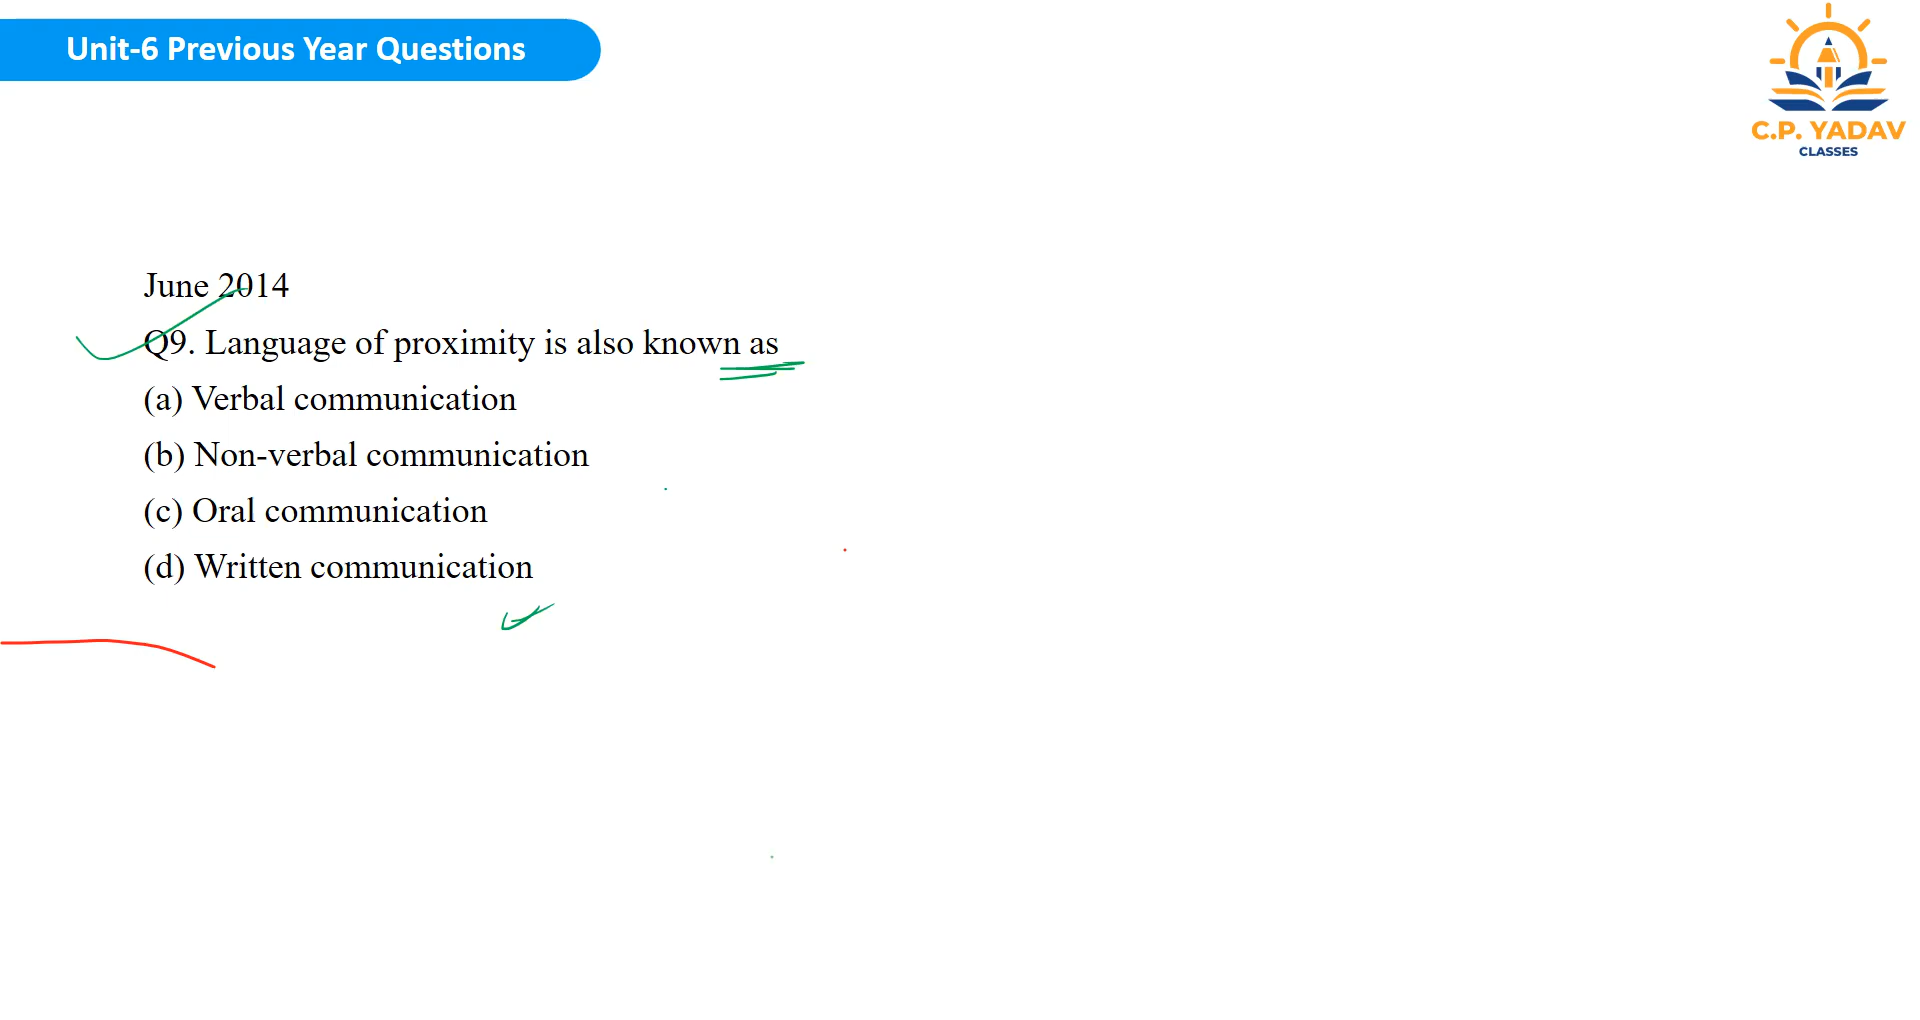 Unit-6 Previous Year Questions
C.P. YADAV
CLASSES
June 2014
Q9. Language of proximity is also known as
(a) Verbal communication
(b) Non-verbal communication
(c) Oral communication
(d) Written communication